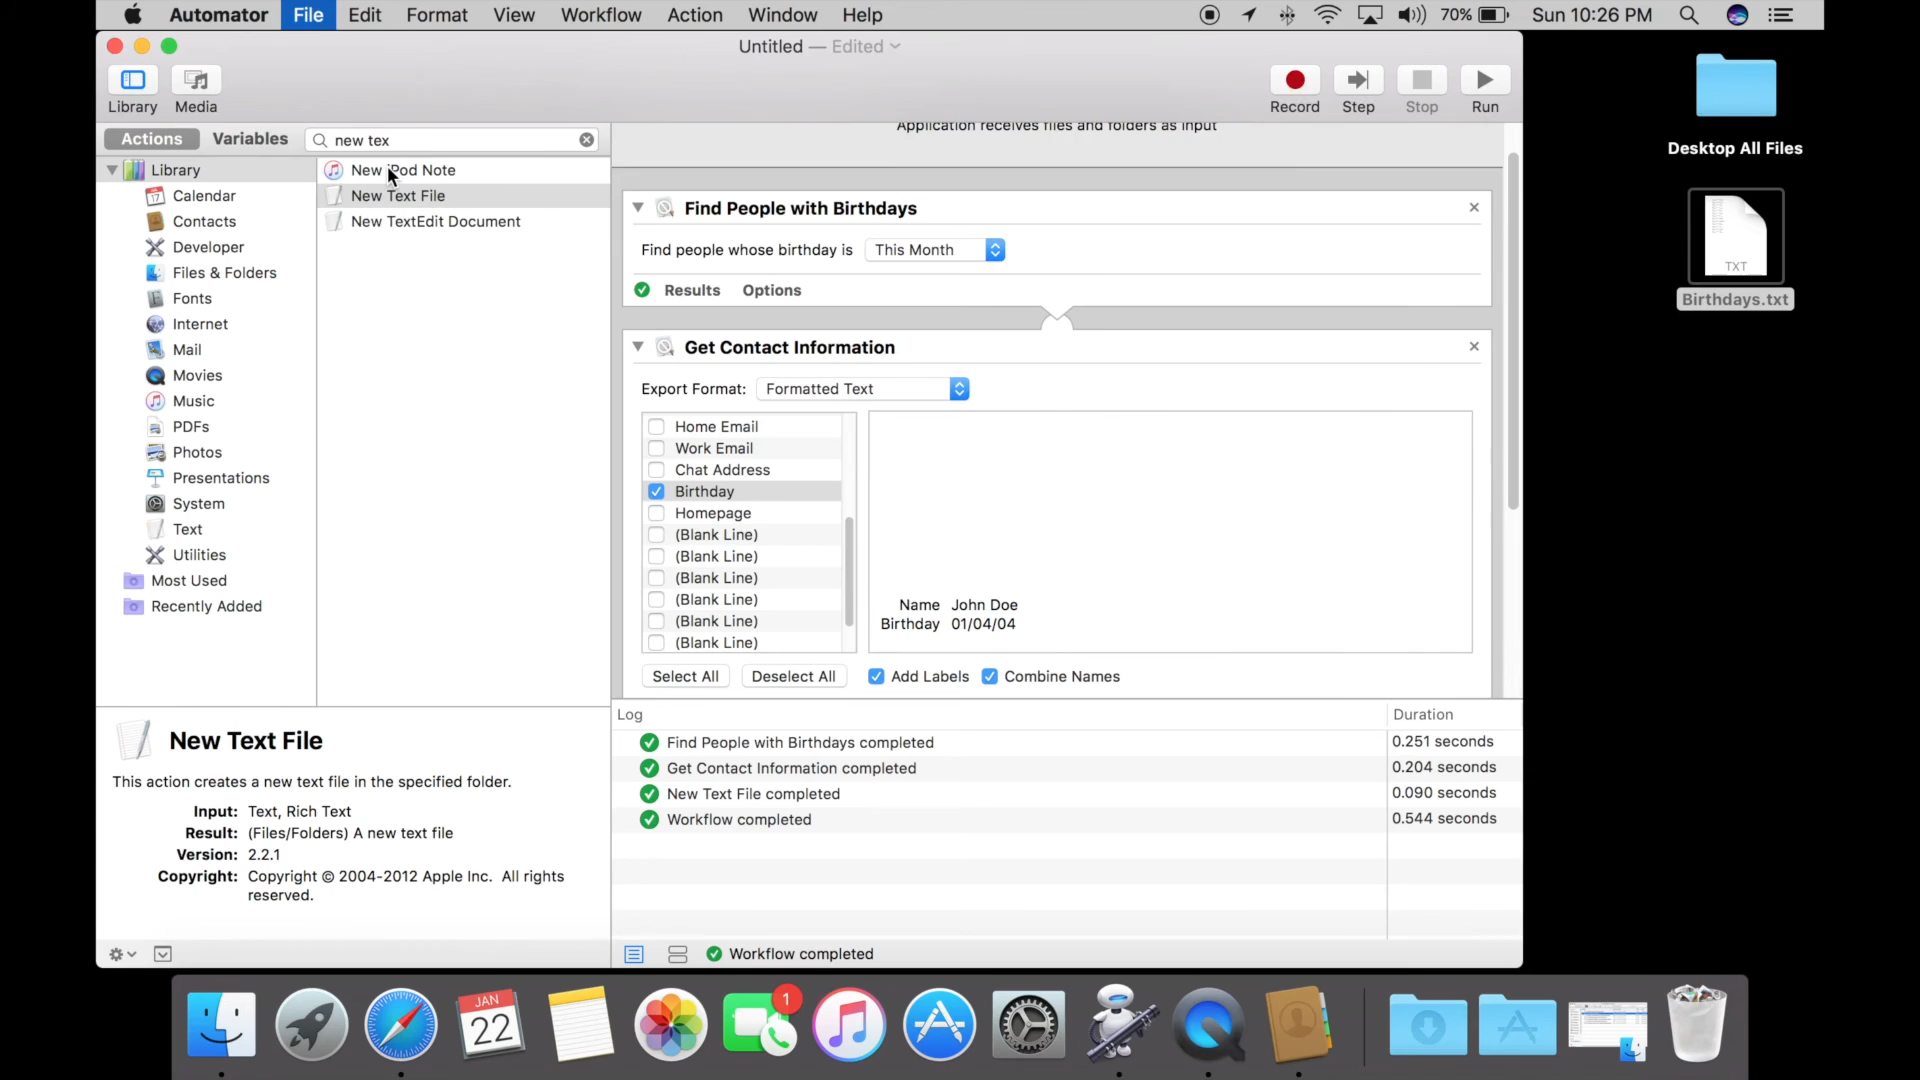 Automator File Edit Format View Workflow Action Window Help 70% Sun 10:26 PM
Untitled — Edited
Library Media Record Step Stop Run
Actions Variables new tex
Library
Calendar
Contacts
Developer
Files & Folders
Fonts
Internet
Mail
Movies
Music
PDFs
Photos
Presentations
System
Text
Utilities
Most Used
Recently Added
New iPod Note
New Text File
New TextEdit Document
New Text File
This action creates a new text file in the specified folder.
Input: Text, Rich Text
Result: (Files/Folders) A new text file
Version: 2.2.1
Copyright: Copyright © 2004-2012 Apple Inc. All rights
reserved.
Application receives files and folders as input
Find People with Birthdays
Find people whose birthday is This Month
Results Options
Get Contact Information
Export Format: Formatted Text
Home Email
Work Email
Chat Address
Birthday
Homepage
(Blank Line)
(Blank Line)
(Blank Line)
(Blank Line)
(Blank Line)
(Blank Line)
Name John Doe
Birthday 01/04/04
Select All Deselect All Add Labels Combine Names
Log Duration
Find People with Birthdays completed 0.251 seconds
Get Contact Information completed 0.204 seconds
New Text File completed 0.090 seconds
Workflow completed 0.544 seconds
Workflow completed
Desktop All Files
TXT
Birthdays.txt
JAN
22
1